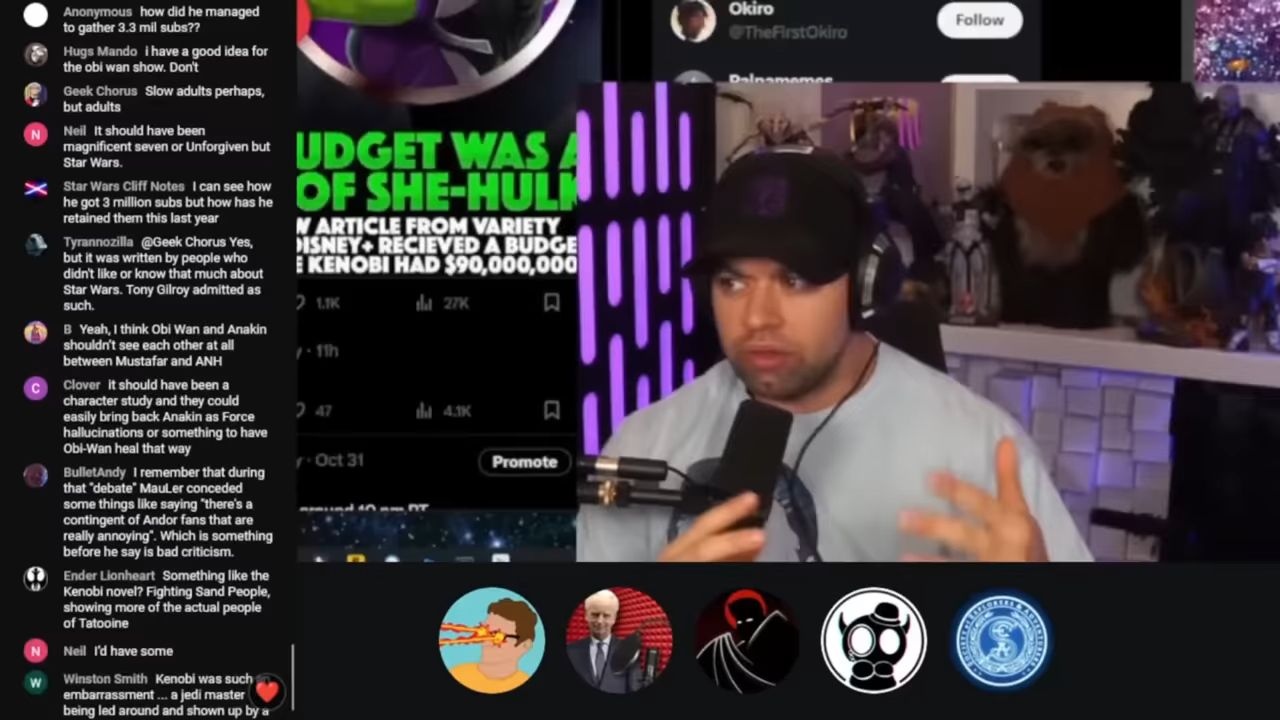 Anonymous how did he managed
to gather 3.3 mil subs??
Hugs Mando i have a good idea for
the obi wan show. Don't
Geek Chorus Slow adults perhaps,
but adults
N
Neil It should have been
magnificent seven or Unforgiven but
Star Wars.
Star Wars Cliff Notes I can see how
he got 3 million subs but how has he
retained them this last year
Tyrannozilla @Geek Chorus Yes,
but it was written by people who
didn't like or know that much about
Star Wars. Tony Gilroy admitted as
such.
B Yeah, I think Obi Wan and Anakin
shouldn't see each other at all
between Mustafar and ANH
C
Clover it should have been a
character study and they could
easily bring back Anakin as Force
hallucinations or something to have
Obi-Wan heal that way
BulletAndy I remember that during
that "debate" MauLer conceded
some things like saying "there's a
contingent of Andor fans that are
really annoying". Which is something
before he say is bad criticism.
Ender Lionheart Something like the
Kenobi novel? Fighting Sand People,
showing more of the actual people
of Tatooine
N
Neil I'd have some
W
Winston Smith Kenobi was such
embarrassment ... a jedi master
being led around and shown up by a
UDGET WAS A
OF SHE-HULK
W ARTICLE FROM VARIETY
DISNEY+ RECIEVED A BUDGE
E KENOBI HAD $90,000,000
1.1K
27K
· 11h
47
4.1K
· Oct 31
Promote
around 10 pm PT
Okiro
@TheFirstOkiro
Follow
Palpamemes